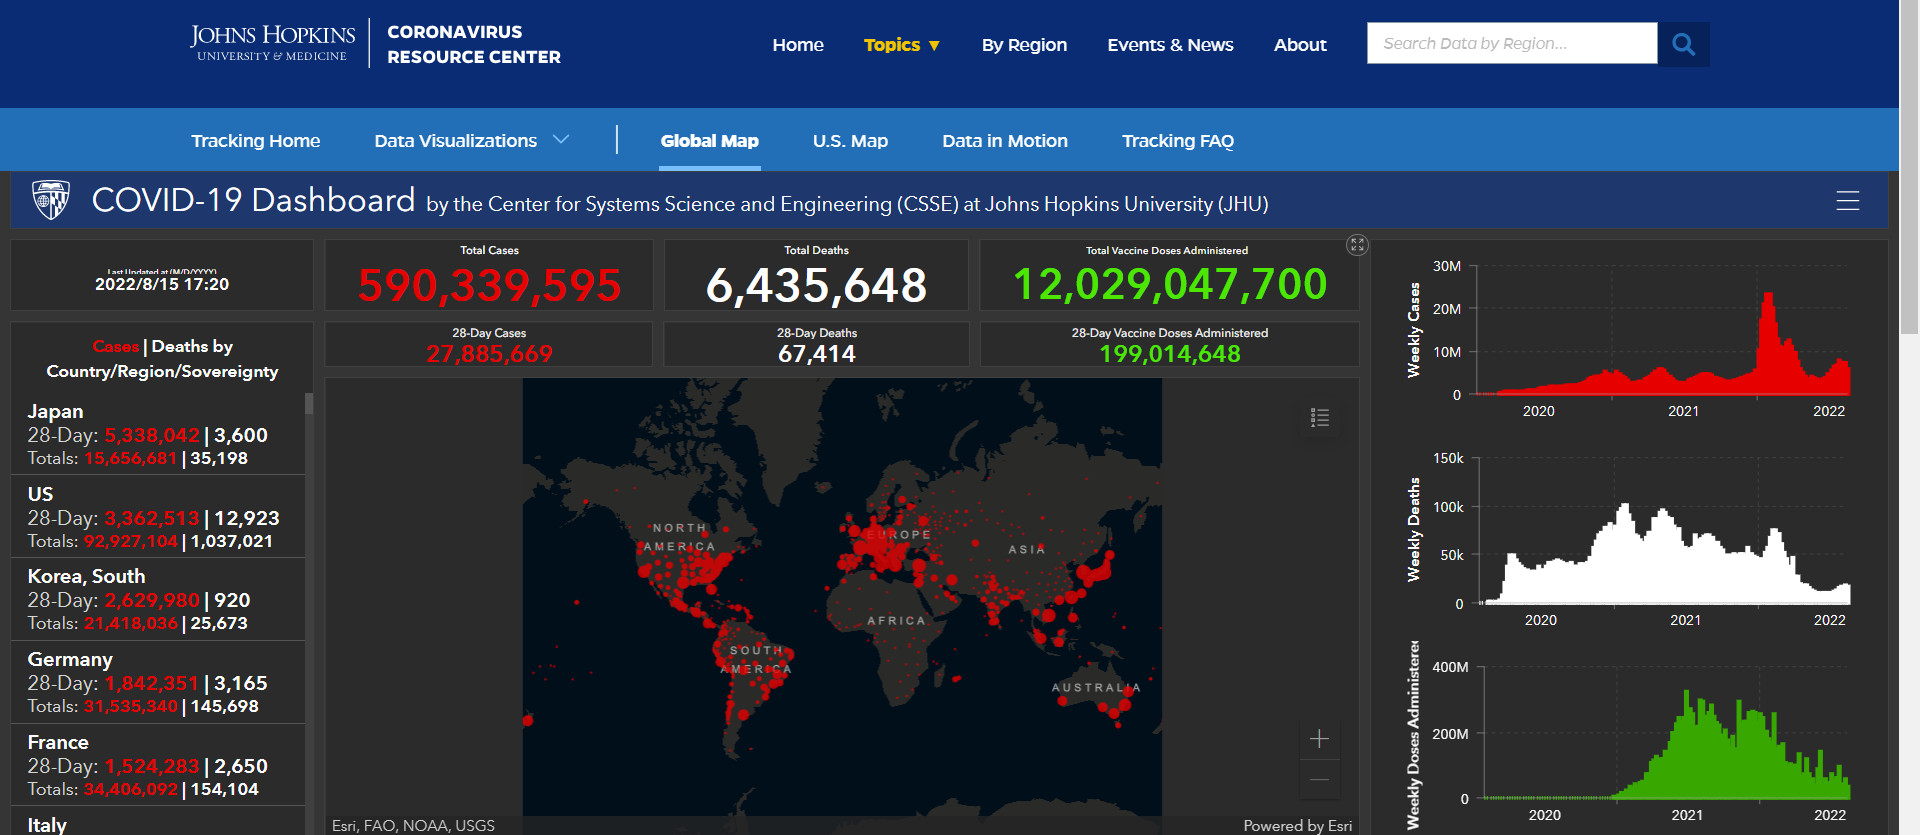 JOHNS HOPKINS
UNIVERSITY & MEDICINE
CORONAVIRUS
RESOURCE CENTER
Home
Topics ▼
By Region
Events & News
About
Search Data by Region...
Tracking Home
Data Visualizations
Global Map
U.S. Map
Data in Motion
Tracking FAQ
COVID-19 Dashboard by the Center for Systems Science and Engineering (CSSE) at Johns Hopkins University (JHU)
Last Updated at (M/D/YYYY)
2022/8/15 17:20
Total Cases
590,339,595
Total Deaths
6,435,648
Total Vaccine Doses Administered
12,029,047,700
28-Day Cases
27,885,669
28-Day Deaths
67,414
28-Day Vaccine Doses Administered
199,014,648
Cases | Deaths by
Country/Region/Sovereignty
Japan
28-Day: 5,338,042 | 3,600
Totals: 15,656,681 | 35,198
US
28-Day: 3,362,513 | 12,923
Totals: 92,927,104 | 1,037,021
Korea, South
28-Day: 2,629,980 | 920
Totals: 21,418,036 | 25,673
Germany
28-Day: 1,842,351 | 3,165
Totals: 31,535,340 | 145,698
France
28-Day: 1,524,283 | 2,650
Totals: 34,406,092 | 154,104
Italy
NORTH
AMERICA
EUROPE
ASIA
AFRICA
SOUTH
AMERICA
AUSTRALIA
Esri, FAO, NOAA, USGS
Powered by Esri
Weekly Cases
30M
20M
10M
0
2020
2021
2022
Weekly Deaths
150k
100k
50k
0
2020
2021
2022
Weekly Doses Administere
400M
200M
0
2020
2021
2022